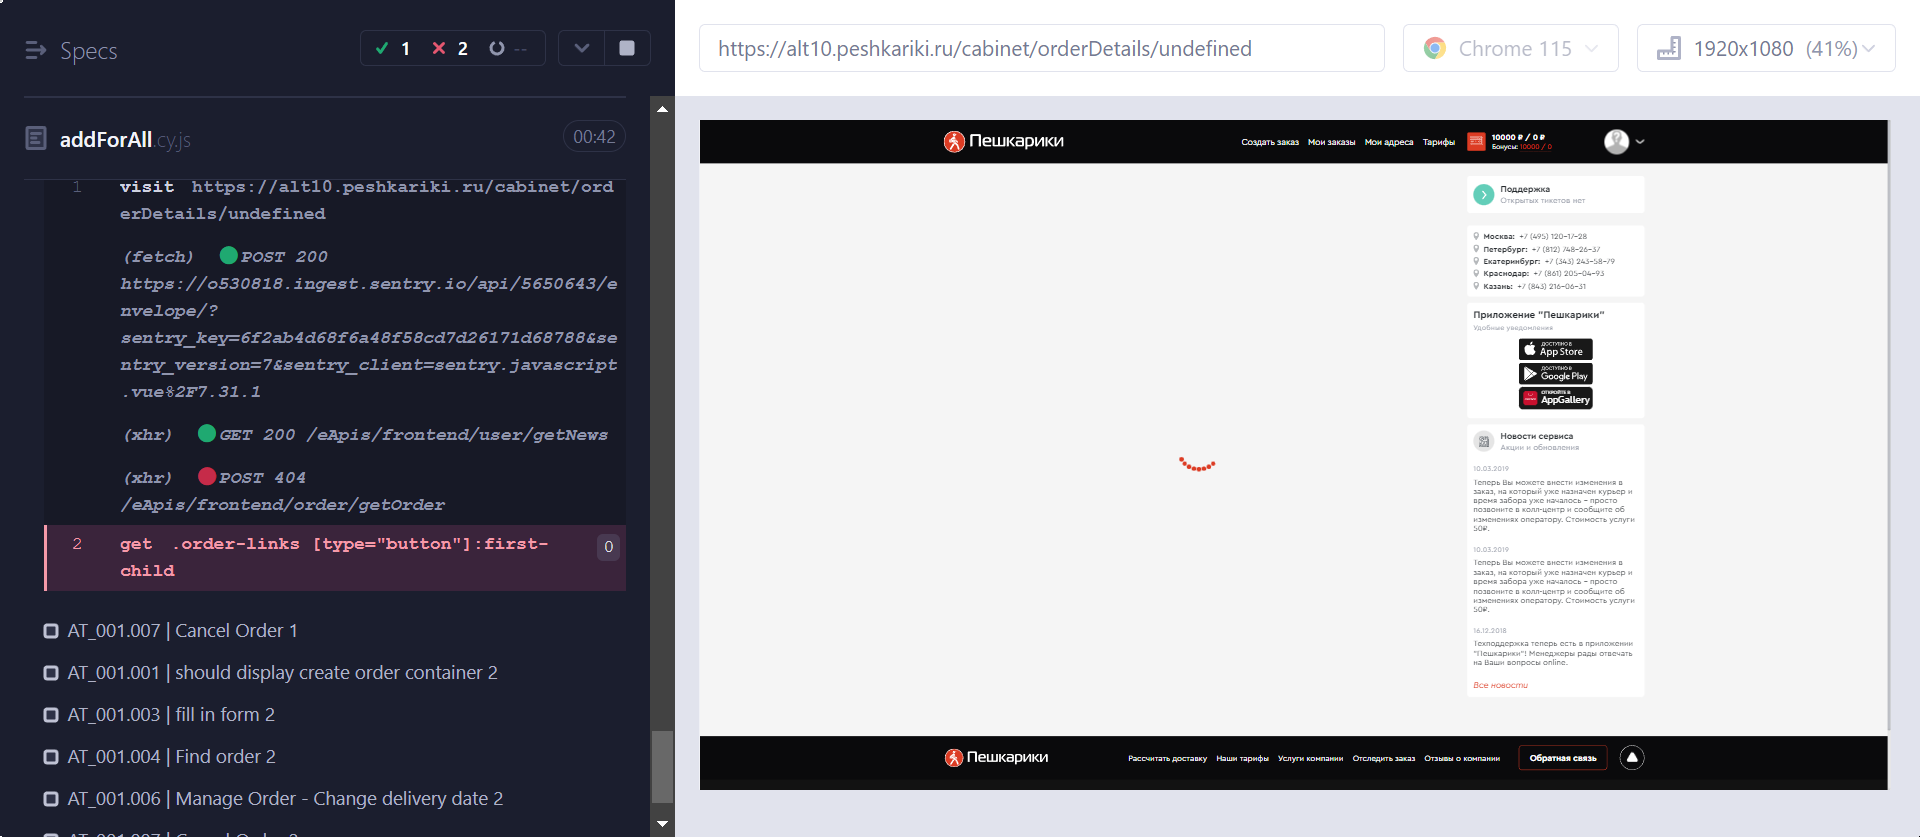 Specs
1
2
--
addForAll.cy.js
00:42
1 visit https://alt10.peshkariki.ru/cabinet/ord
erDetails/undefined
(fetch) POST 200
https://o530818.ingest.sentry.io/api/5650643/e
nvelope/?
sentry_key=6f2ab4d68f6a48f58cd7d26171d68788&se
ntry_version=7&sentry_client=sentry.javascript
.vue%2F7.31.1
(xhr) GET 200 /eApis/frontend/user/getNews
(xhr) POST 404
/eApis/frontend/order/getOrder
2 get .order-links [type="button"]:first-
child
0
AT_001.007 | Cancel Order 1
AT_001.001 | should display create order container 2
AT_001.003 | fill in form 2
AT_001.004 | Find order 2
AT_001.006 | Manage Order - Change delivery date 2
https://alt10.peshkariki.ru/cabinet/orderDetails/undefined
Chrome 115
1920x1080 (41%)
Пешкарики
Создать заказ Мои заказы Мои адреса Тарифы
10000 ₽ / 0 ₽
Бонусы: 10000 / 0
Поддержка
Открытых тикетов нет
Москва: +7 (495) 120-17-28
Петербург: +7 (812) 748-26-37
Екатеринбург: +7 (343) 243-58-79
Краснодар: +7 (861) 205-04-93
Казань: +7 (843) 216-06-31
Приложение "Пешкарики"
Удобные уведомления
ДОСТУПНО В
App Store
ДОСТУПНО В
Google Play
ОТКРОЙТЕ В
AppGallery
Новости сервиса
Акции и обновления
10.03.2019
Теперь Вы можете внести изменения в
заказ, на который уже назначен курьер и
время забора уже началось – просто
позвоните в колл-центр и сообщите об
изменениях оператору. Стоимость услуги
50₽.
10.03.2019
Теперь Вы можете внести изменения в
заказ, на который уже назначен курьер и
время забора уже началось – просто
позвоните в колл-центр и сообщите об
изменениях оператору. Стоимость услуги
50₽.
16.12.2018
Техподдержка теперь есть в приложении
"Пешкарики"! Менеджеры рады отвечать
на Ваши вопросы online.
Все новости
Пешкарики
Рассчитать доставку Наши тарифы Услуги компании Отследить заказ Отзывы о компании
Обратная связь